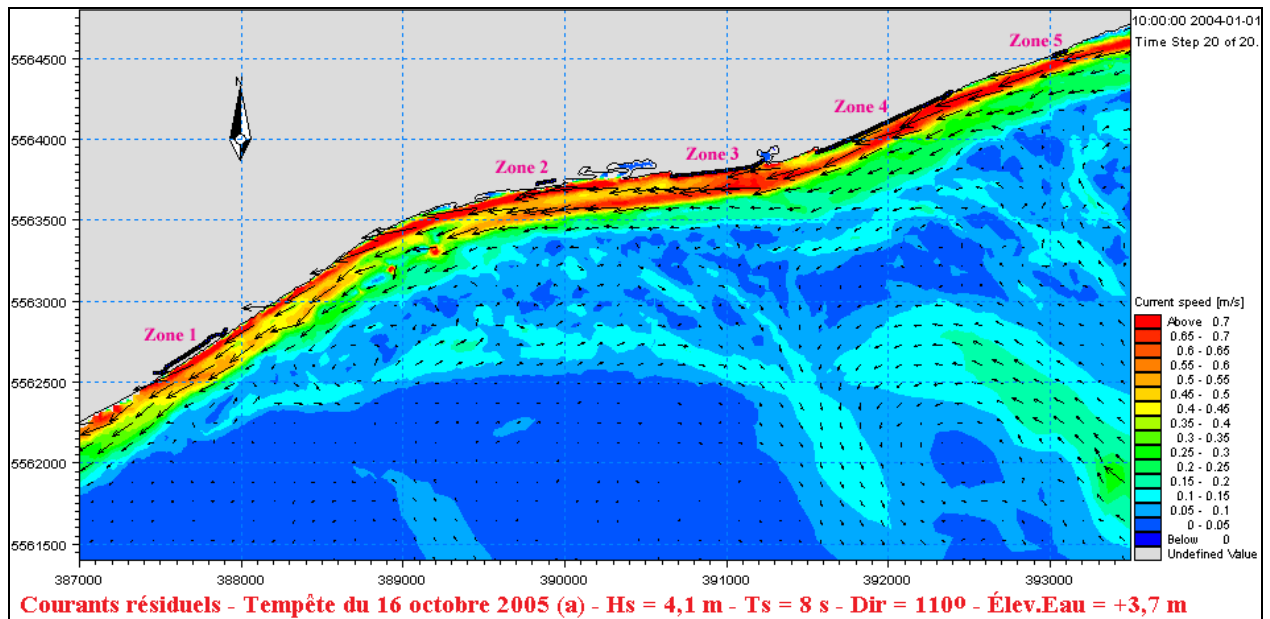 10:00:00 2004-01-01
Time Step 20 of 20.
N
Zone 5
Zone 4
Zone 3
Zone 2
Zone 1
5564500
5564000
5563500
5563000
5562500
5562000
5561500
387000 388000 389000 390000 391000 392000 393000
Current speed [m/s]
Above 0.7
0.65 - 0.7
0.6 - 0.65
0.55 - 0.6
0.5 - 0.55
0.45 - 0.5
0.4 - 0.45
0.35 - 0.4
0.3 - 0.35
0.25 - 0.3
0.2 - 0.25
0.15 - 0.2
0.1 - 0.15
0.05 - 0.1
0 - 0.05
Below 0
Undefined Value
Courants résiduels - Tempête du 16 octobre 2005 (a) - Hs = 4,1 m - Ts = 8 s - Dir = 110º - Élev.Eau = +3,7 m